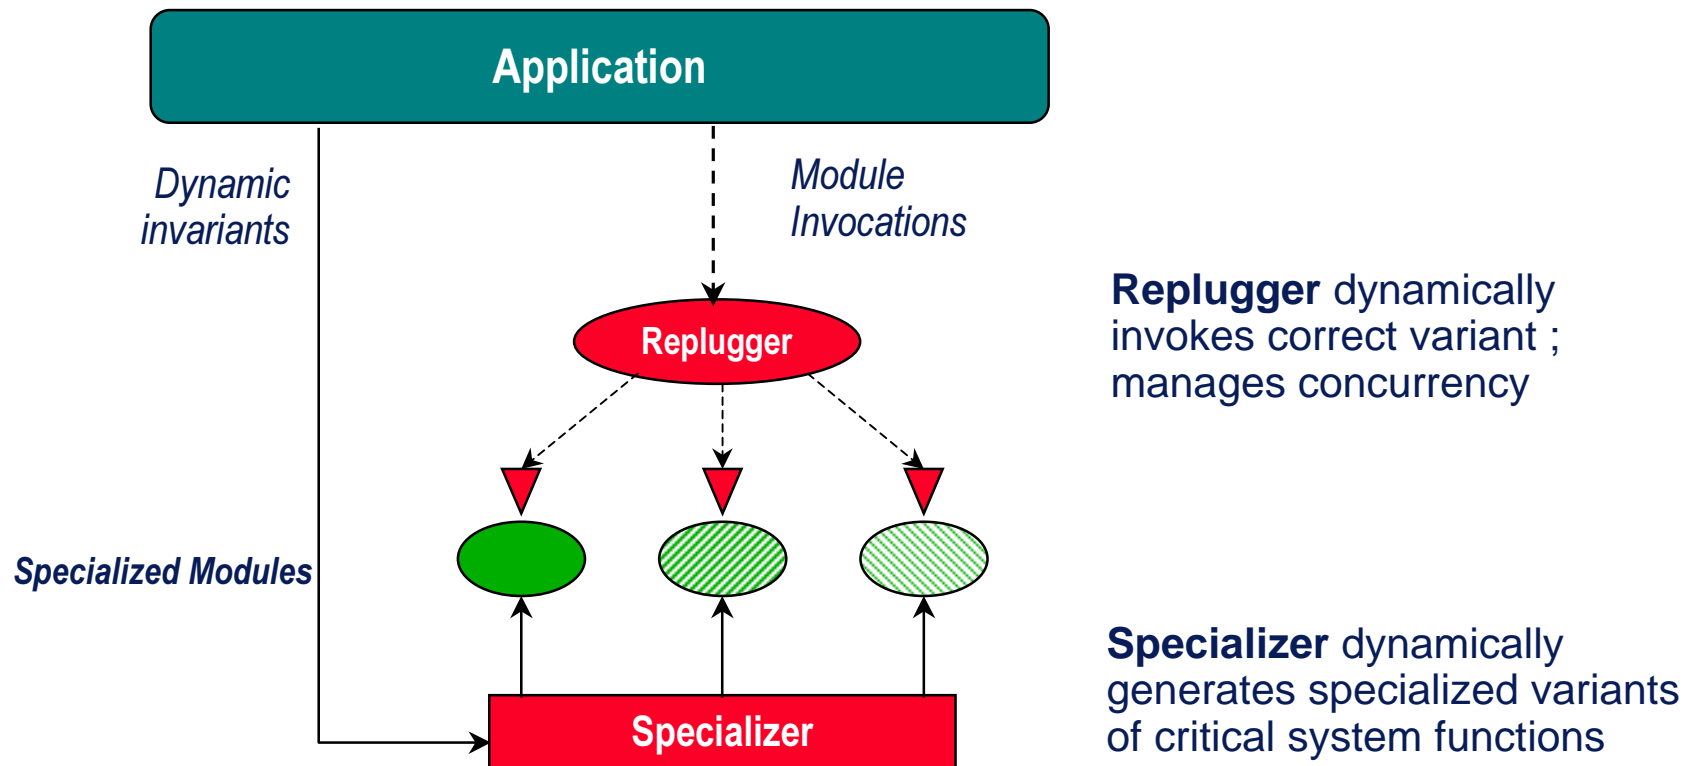 Application
Dynamic
invariants
Module
Invocations
Replugger
Replugger dynamically
invokes correct variant ;
manages concurrency
Specialized Modules
Specializer
Specializer dynamically
generates specialized variants
of critical system functions